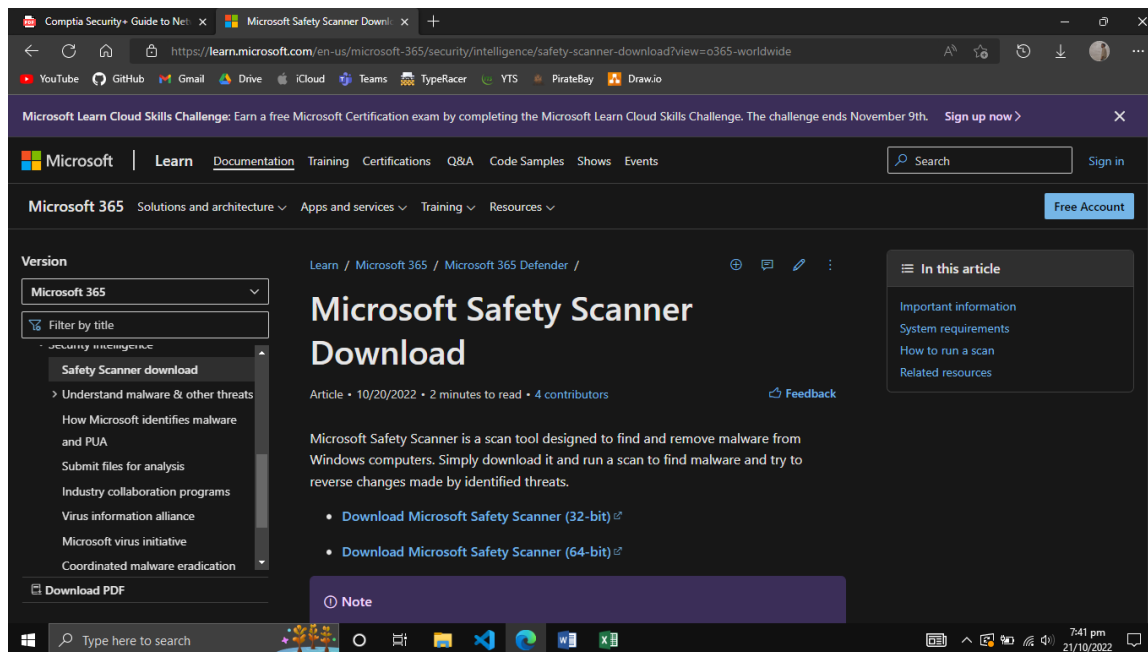 Comptia Security+ Guide to Net
Microsoft Safety Scanner Downlo
https://learn.microsoft.com/en-us/microsoft-365/security/intelligence/safety-scanner-download?view=o365-worldwide
YouTube GitHub Gmail Drive iCloud Teams TypeRacer YTS PirateBay Draw.io
Microsoft Learn Cloud Skills Challenge: Earn a free Microsoft Certification exam by completing the Microsoft Learn Cloud Skills Challenge. The challenge ends November 9th. Sign up now
Microsoft Learn Documentation Training Certifications Q&A Code Samples Shows Events Search Sign in
Microsoft 365 Solutions and architecture Apps and services Training Resources Free Account
Version
Microsoft 365
Filter by title
Security intelligence
Safety Scanner download
Understand malware & other threats
How Microsoft identifies malware
and PUA
Submit files for analysis
Industry collaboration programs
Virus information alliance
Microsoft virus initiative
Coordinated malware eradication
Download PDF
Learn / Microsoft 365 / Microsoft 365 Defender /
Microsoft Safety Scanner
Download
Article • 10/20/2022 • 2 minutes to read • 4 contributors
Feedback
Microsoft Safety Scanner is a scan tool designed to find and remove malware from
Windows computers. Simply download it and run a scan to find malware and try to
reverse changes made by identified threats.
• Download Microsoft Safety Scanner (32-bit)
• Download Microsoft Safety Scanner (64-bit)
Note
In this article
Important information
System requirements
How to run a scan
Related resources
Type here to search
7:41 pm
21/10/2022